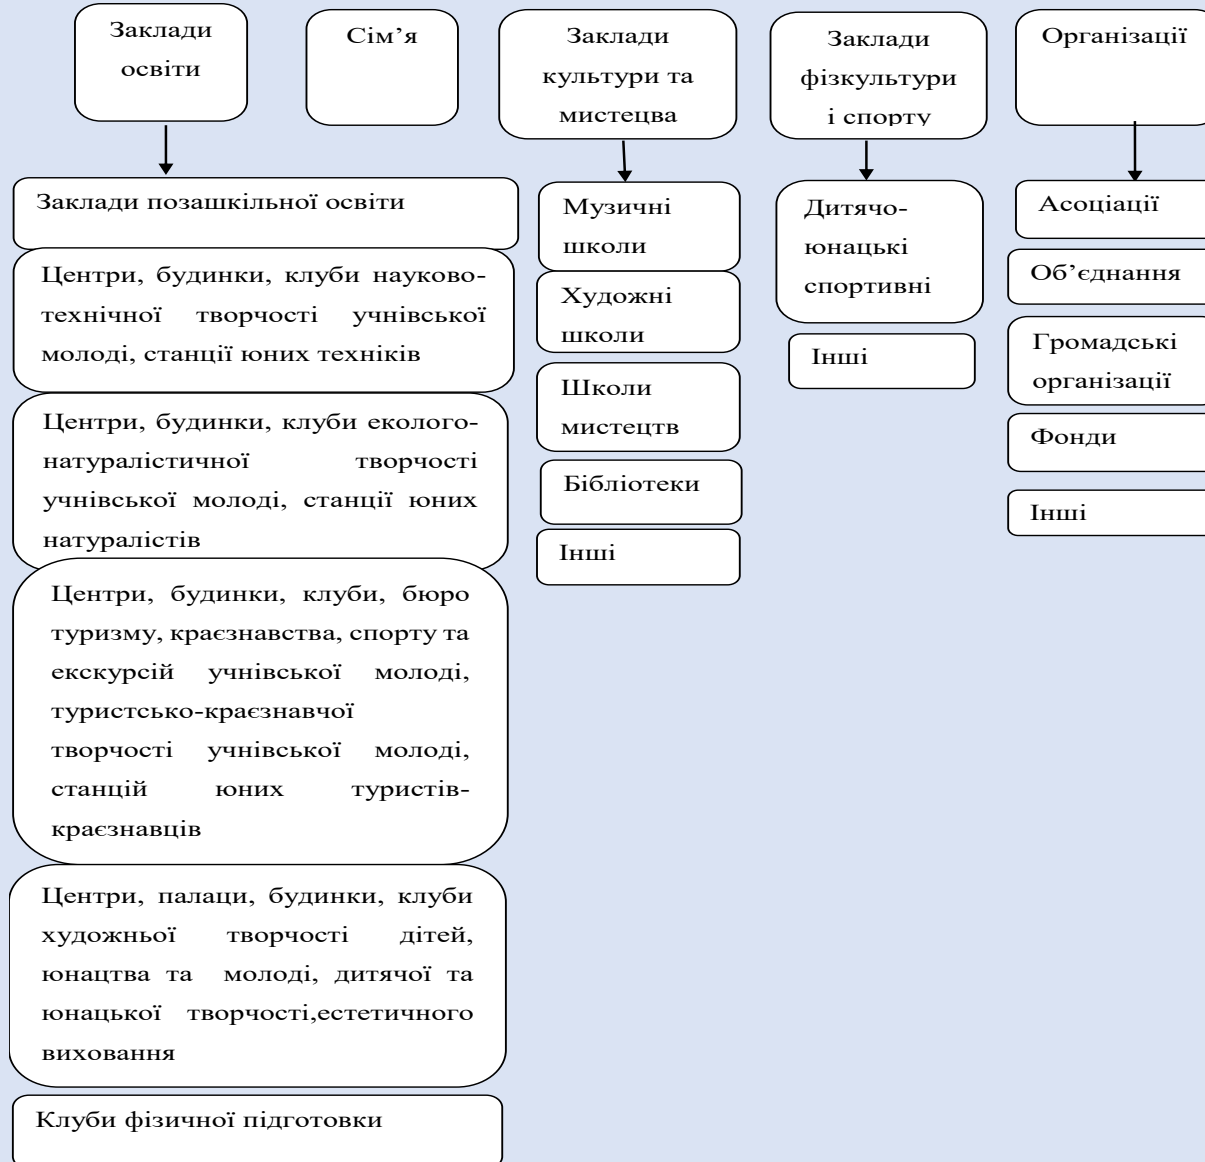 Заклади
освіти
Сім’я
Заклади
культури та
мистецва
Заклади
фізкультури
і спорту
Організації
Заклади позашкільної освіти
Центри, будинки, клуби науково-
технічної творчості учнівської
молоді, станції юних техніків
Центри, будинки, клуби еколого-
натуралістичної творчості
учнівської молоді, станції юних
натуралістів
Центри, будинки, клуби, бюро
туризму, краєзнавства, спорту та
екскурсій учнівської молоді,
туристсько-краєзнавчої
творчості учнівської молоді,
станцій юних туристів-
краєзнавців
Центри, палаци, будинки, клуби
художньої творчості дітей,
юнацтва та молоді, дитячої та
юнацької творчості,естетичного
виховання
Клуби фізичної підготовки
Музичні
школи
Художні
школи
Школи
мистецтв
Бібліотеки
Інші
Дитячо-
юнацькі
спортивні
Інші
Асоціації
Об’єднання
Громадські
організації
Фонди
Інші